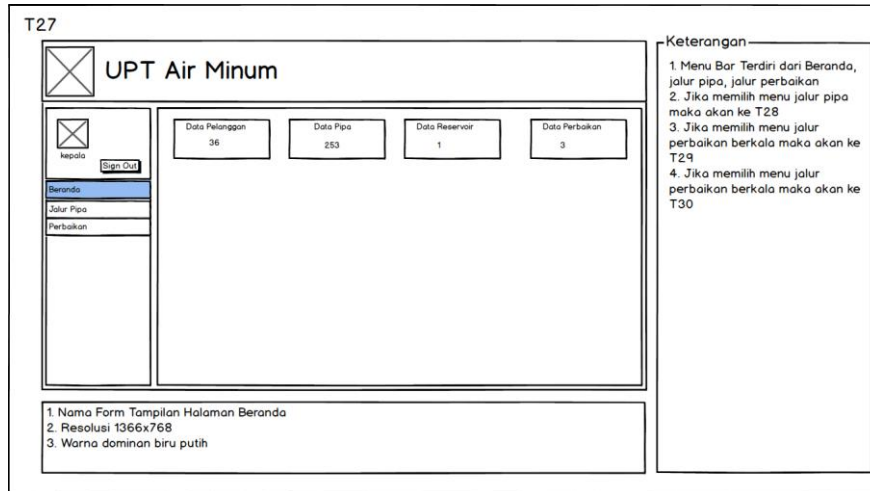 T27
UPT Air Minum
kepala
Sign Out
Beranda
Jalur Pipa
Perbaikan
Data Pelanggan
36
Data Pipa
253
Data Reservoir
1
Data Perbaikan
3
Keterangan
1. Menu Bar Terdiri dari Beranda,
jalur pipa, jalur perbaikan
2. Jika memilih menu jalur pipa
maka akan ke T28
3. Jika memilih menu jalur
perbaikan berkala maka akan ke
T29
4. Jika memilih menu jalur
perbaikan berkala maka akan ke
T30
1. Nama Form Tampilan Halaman Beranda
2. Resolusi 1366x768
3. Warna dominan biru putih